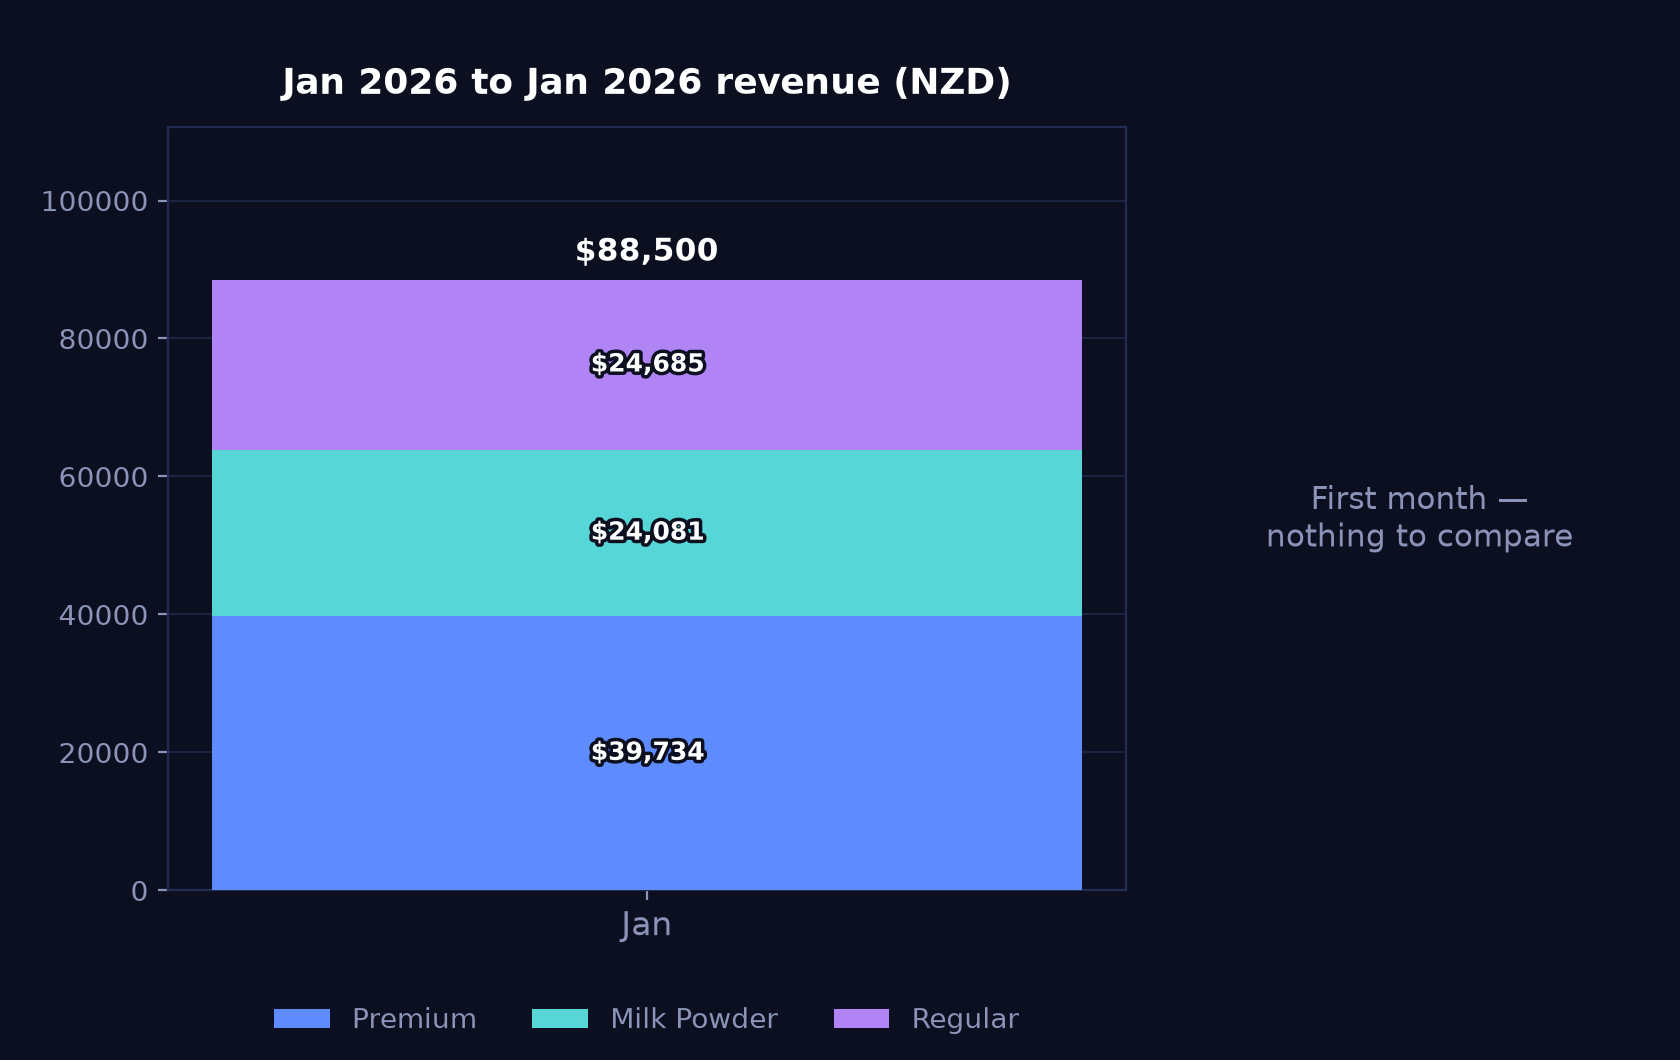 Jan 2026 to Jan 2026 revenue (NZD)
100000
80000
60000
40000
20000
0
$88,500
$24,685
$24,081
$39,734
Jan
First month —
nothing to compare
Premium
Milk Powder
Regular